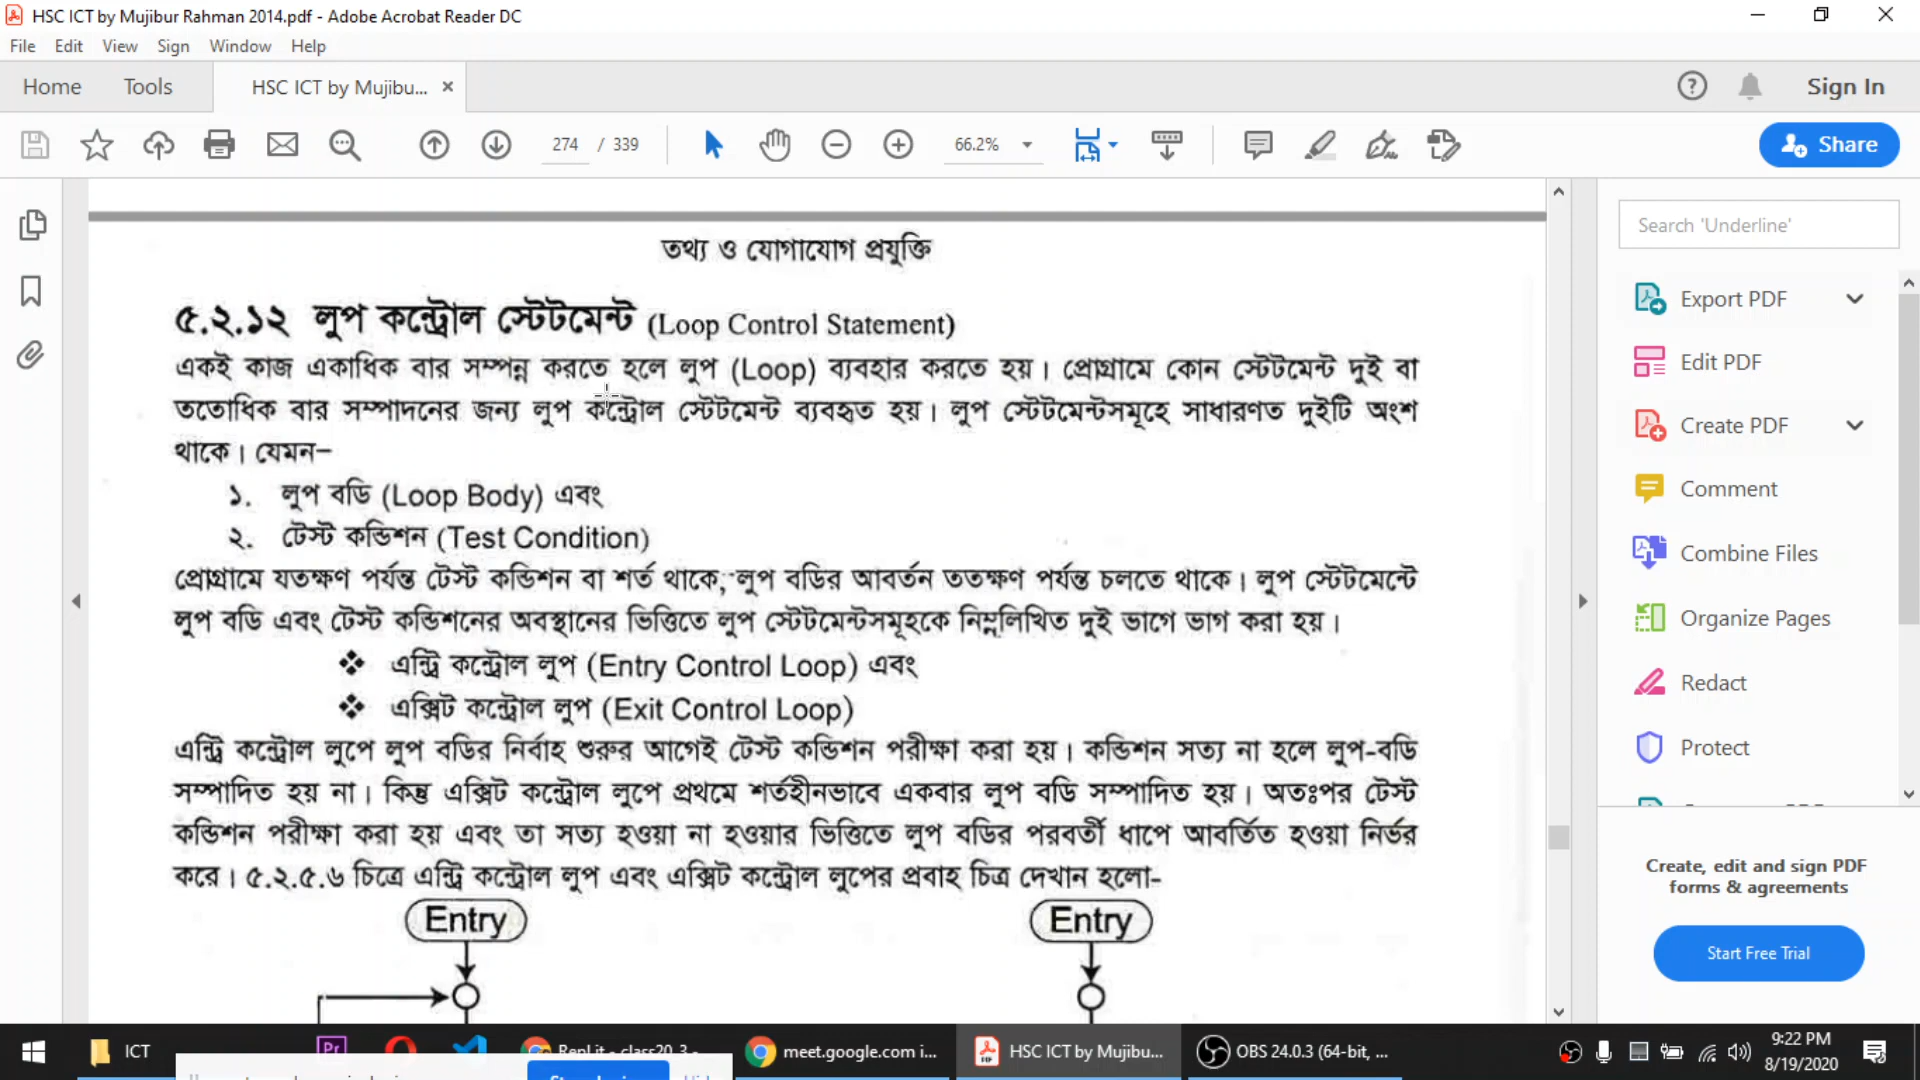 HSC ICT by Mujibur Rahman 2014.pdf - Adobe Acrobat Reader DC
File Edit View Sign Window Help
Home Tools HSC ICT by Mujibu... × Sign In
274 / 339 66.2% Share
Search 'Underline'
তথ্য ও যোগাযোগ প্রযুক্তি
৫.২.১২ লুপ কন্ট্রোল স্টেটমেন্ট (Loop Control Statement)
একই কাজ একাধিক বার সম্পন্ন করতে হলে লুপ (Loop) ব্যবহার করতে হয়। প্রোগ্রামে কোন স্টেটমেন্ট দুই বা
ততোধিক বার সম্পাদনের জন্য লুপ কন্ট্রোল স্টেটমেন্ট ব্যবহৃত হয়। লুপ স্টেটমেন্টসমূহে সাধারণত দুইটি অংশ
থাকে। যেমন–
১. লুপ বডি (Loop Body) এবং
২. টেস্ট কন্ডিশন (Test Condition)
প্রোগ্রামে যতক্ষণ পর্যন্ত টেস্ট কন্ডিশন বা শর্ত থাকে, লুপ বডির আবর্তন ততক্ষণ পর্যন্ত চলতে থাকে। লুপ স্টেটমেন্টে
লুপ বডি এবং টেস্ট কন্ডিশনের অবস্থানের ভিত্তিতে লুপ স্টেটমেন্টসমূহকে নিম্নলিখিত দুই ভাগে ভাগ করা হয়।
❖ এন্ট্রি কন্ট্রোল লুপ (Entry Control Loop) এবং
❖ এক্সিট কন্ট্রোল লুপ (Exit Control Loop)
এন্ট্রি কন্ট্রোল লুপে লুপ বডির নির্বাহ শুরুর আগেই টেস্ট কন্ডিশন পরীক্ষা করা হয়। কন্ডিশন সত্য না হলে লুপ-বডি
সম্পাদিত হয় না। কিন্তু এক্সিট কন্ট্রোল লুপে প্রথমে শর্তহীনভাবে একবার লুপ বডি সম্পাদিত হয়। অতঃপর টেস্ট
কন্ডিশন পরীক্ষা করা হয় এবং তা সত্য হওয়া না হওয়ার ভিত্তিতে লুপ বডির পরবর্তী ধাপে আবর্তিত হওয়া নির্ভর
করে। ৫.২.৫.৬ চিত্রে এন্ট্রি কন্ট্রোল লুপ এবং এক্সিট কন্ট্রোল লুপের প্রবাহ চিত্র দেখান হলো-
Entry Entry
Export PDF
Edit PDF
Create PDF
Comment
Combine Files
Organize Pages
Redact
Protect
Create, edit and sign PDF
forms & agreements
Start Free Trial
ICT Pr meet.google.com i... HSC ICT by Mujibu... OBS 24.0.3 (64-bit, ... 9:22 PM
8/19/2020